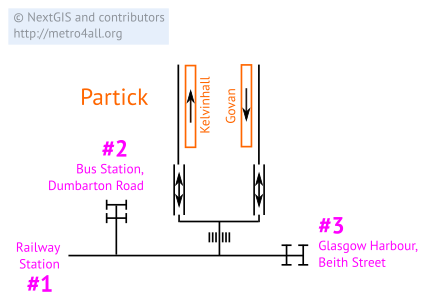 © NextGIS and contributors
http://metro4all.org
Partick
Kelvinhall
Govan
#2
Bus Station,
Dumbarton Road
#3
Glasgow Harbour,
Beith Street
Railway
Station
#1